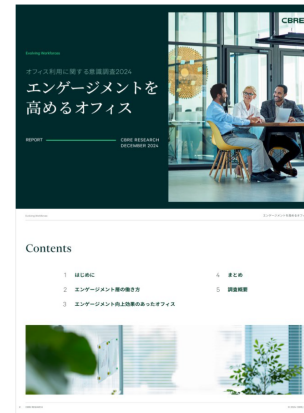 CBRE
Evolving Workforces
オフィス利用に関する意識調査2024
エンゲージメントを
高めるオフィス
REPORT
CBRE RESEARCH
DECEMBER 2024
Contents
1 はじめに
2 エンゲージメント層の働き方
3 エンゲージメント向上効果のあったオフィス
4 まとめ
5 調査概要